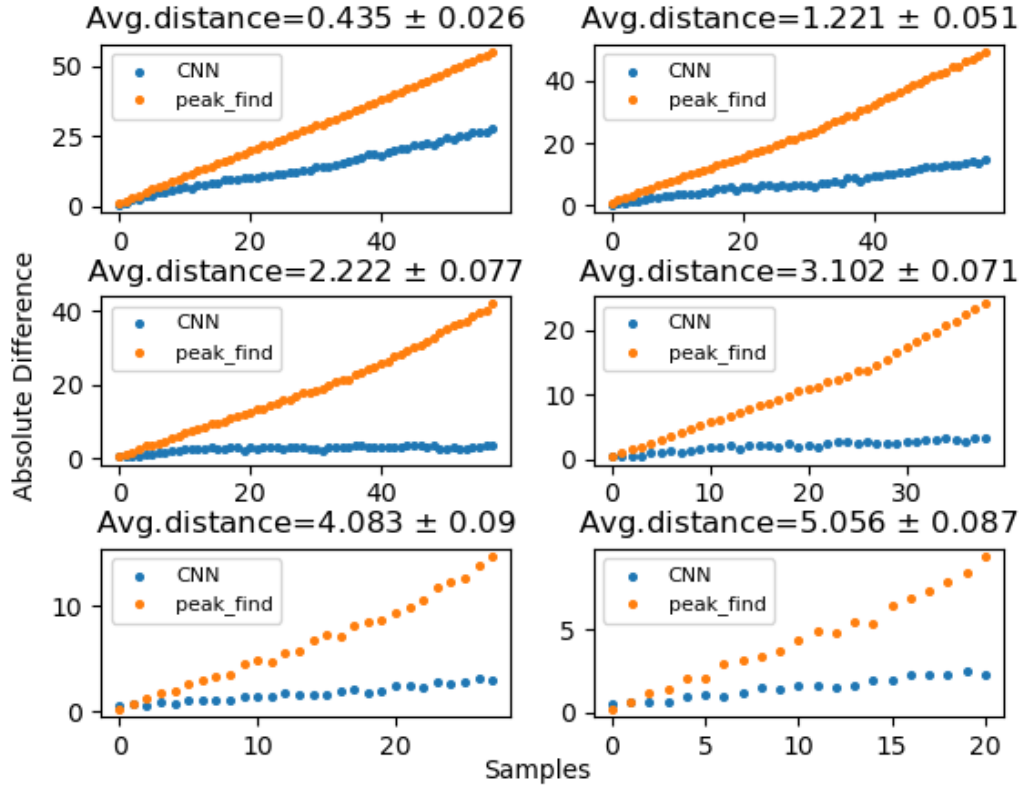 Avg.distance=0.435 ± 0.026
50
25
0
CNN
peak_find
0
20
40
Avg.distance=1.221 ± 0.051
40
20
0
CNN
peak_find
0
20
40
Absolute Difference
Avg.distance=2.222 ± 0.077
40
20
0
CNN
peak_find
0
20
40
Avg.distance=3.102 ± 0.071
20
10
0
CNN
peak_find
0
10
20
30
Avg.distance=4.083 ± 0.09
10
0
CNN
peak_find
0
10
20
Avg.distance=5.056 ± 0.087
5
0
CNN
peak_find
0
5
10
15
20
Samples